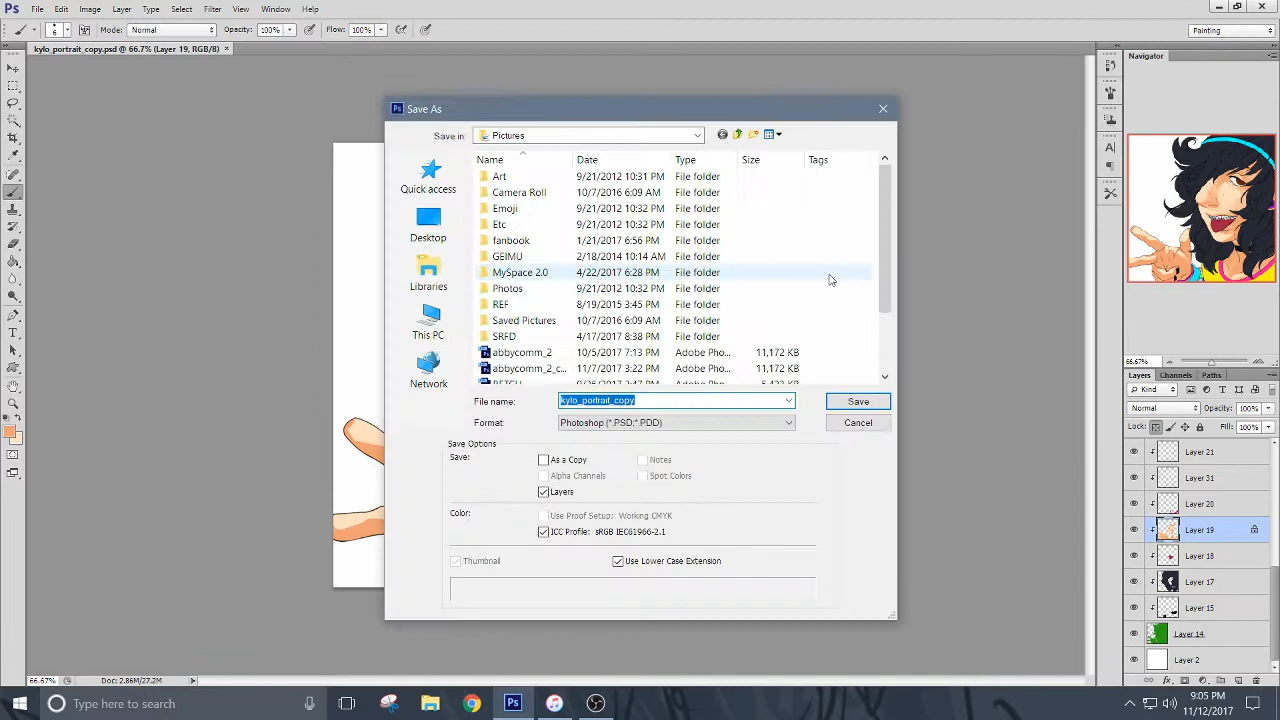 Ps File Edit Image Layer Type Select Filter View Window Help
6 Mode: Normal Opacity: 100% Flow: 100% Painting
kylo_portrait_copy.psd @ 66.7% (Layer 19, RGB/8) ×
Navigator
Save As
Save in: Pictures
Name Date Type Size Tags
Art 9/21/2012 10:31 PM File folder
Camera Roll 10/7/2016 6:09 AM File folder
Emoji 9/21/2012 10:32 PM File folder
Etc 9/21/2012 10:32 PM File folder
fanbook 1/21/2017 6:56 PM File folder
GEIMU 2/18/2014 10:14 AM File folder
MySpace 2.0 4/22/2017 6:28 PM File folder
Photos 9/21/2012 10:32 PM File folder
REF 8/19/2015 3:45 PM File folder
Saved Pictures 10/7/2016 6:09 AM File folder
SRFD 4/17/2017 8:38 PM File folder
abbycomm_2 10/5/2017 7:13 PM Adobe Pho... 11,172 KB
abbycomm_2_c... 11/7/2017 3:22 PM Adobe Pho... 11,172 KB
Quick access
Desktop
Libraries
This PC
Network
File name: kylo_portrait_copy Save
Format: Photoshop (*.PSD;*.PDD) Cancel
Save Options
Save: As a Copy Notes
Alpha Channels Spot Colors
Layers
Color: Use Proof Setup: Working CMYK
ICC Profile: sRGB IEC61966-2.1
Thumbnail Use Lower Case Extension
66.67%
Layers Channels Paths
Kind
Normal Opacity: 100%
Lock: Fill: 100%
Layer 21
Layer 31
Layer 20
Layer 19
Layer 18
Layer 17
Layer 15
Layer 14
Layer 2
66.67% Doc: 2.86M/27.2M
Type here to search
9:05 PM
11/12/2017